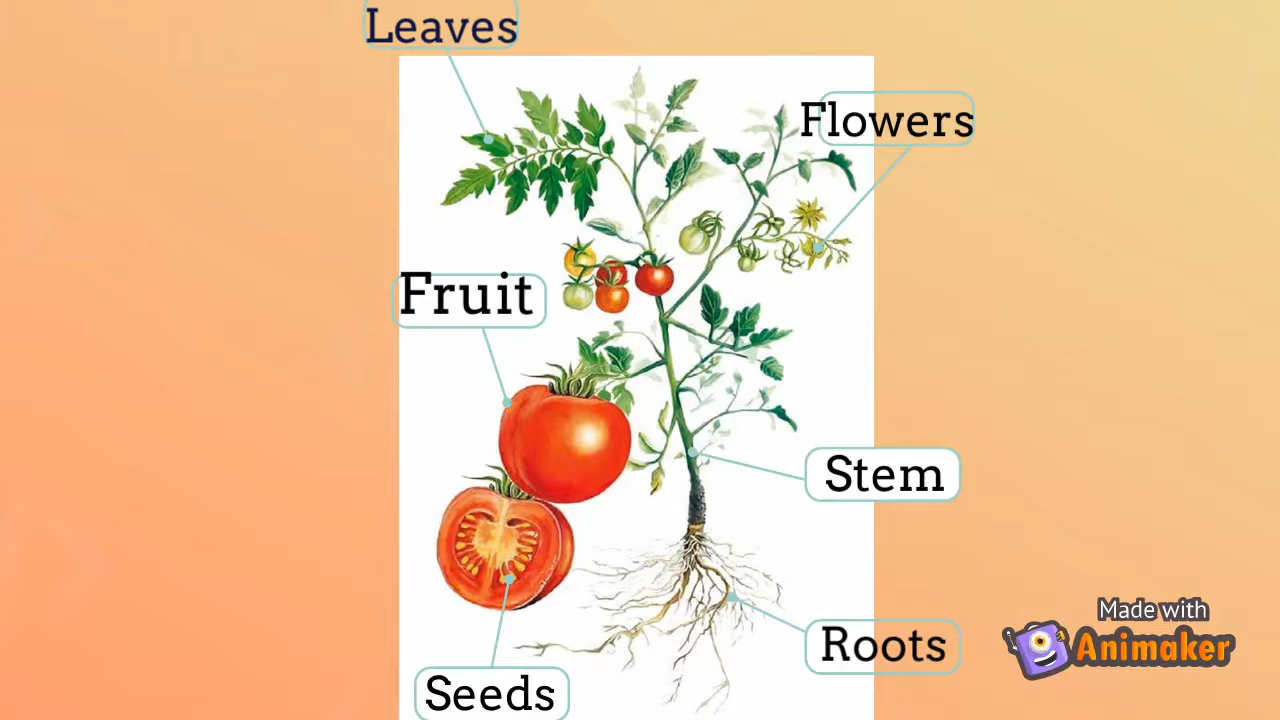 Leaves
Flowers
Fruit
Stem
Roots
Seeds
Made with
Animaker